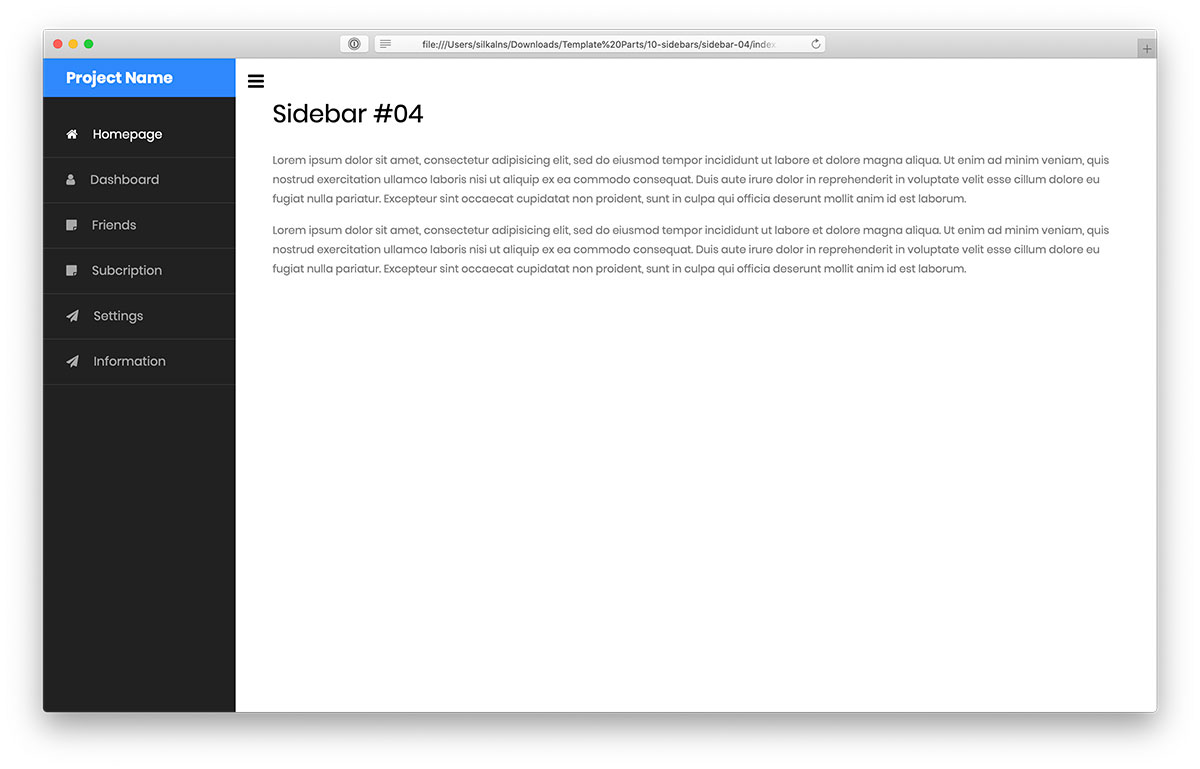 file:///Users/silkalns/Downloads/Template%20Parts/10-sidebars/sidebar-04/index
Project Name
Homepage
Dashboard
Friends
Subcription
Settings
Information
Sidebar #04
Lorem ipsum dolor sit amet, consectetur adipisicing elit, sed do eiusmod tempor incididunt ut labore et dolore magna aliqua. Ut enim ad minim veniam, quis
nostrud exercitation ullamco laboris nisi ut aliquip ex ea commodo consequat. Duis aute irure dolor in reprehenderit in voluptate velit esse cillum dolore eu
fugiat nulla pariatur. Excepteur sint occaecat cupidatat non proident, sunt in culpa qui officia deserunt mollit anim id est laborum.
Lorem ipsum dolor sit amet, consectetur adipisicing elit, sed do eiusmod tempor incididunt ut labore et dolore magna aliqua. Ut enim ad minim veniam, quis
nostrud exercitation ullamco laboris nisi ut aliquip ex ea commodo consequat. Duis aute irure dolor in reprehenderit in voluptate velit esse cillum dolore eu
fugiat nulla pariatur. Excepteur sint occaecat cupidatat non proident, sunt in culpa qui officia deserunt mollit anim id est laborum.